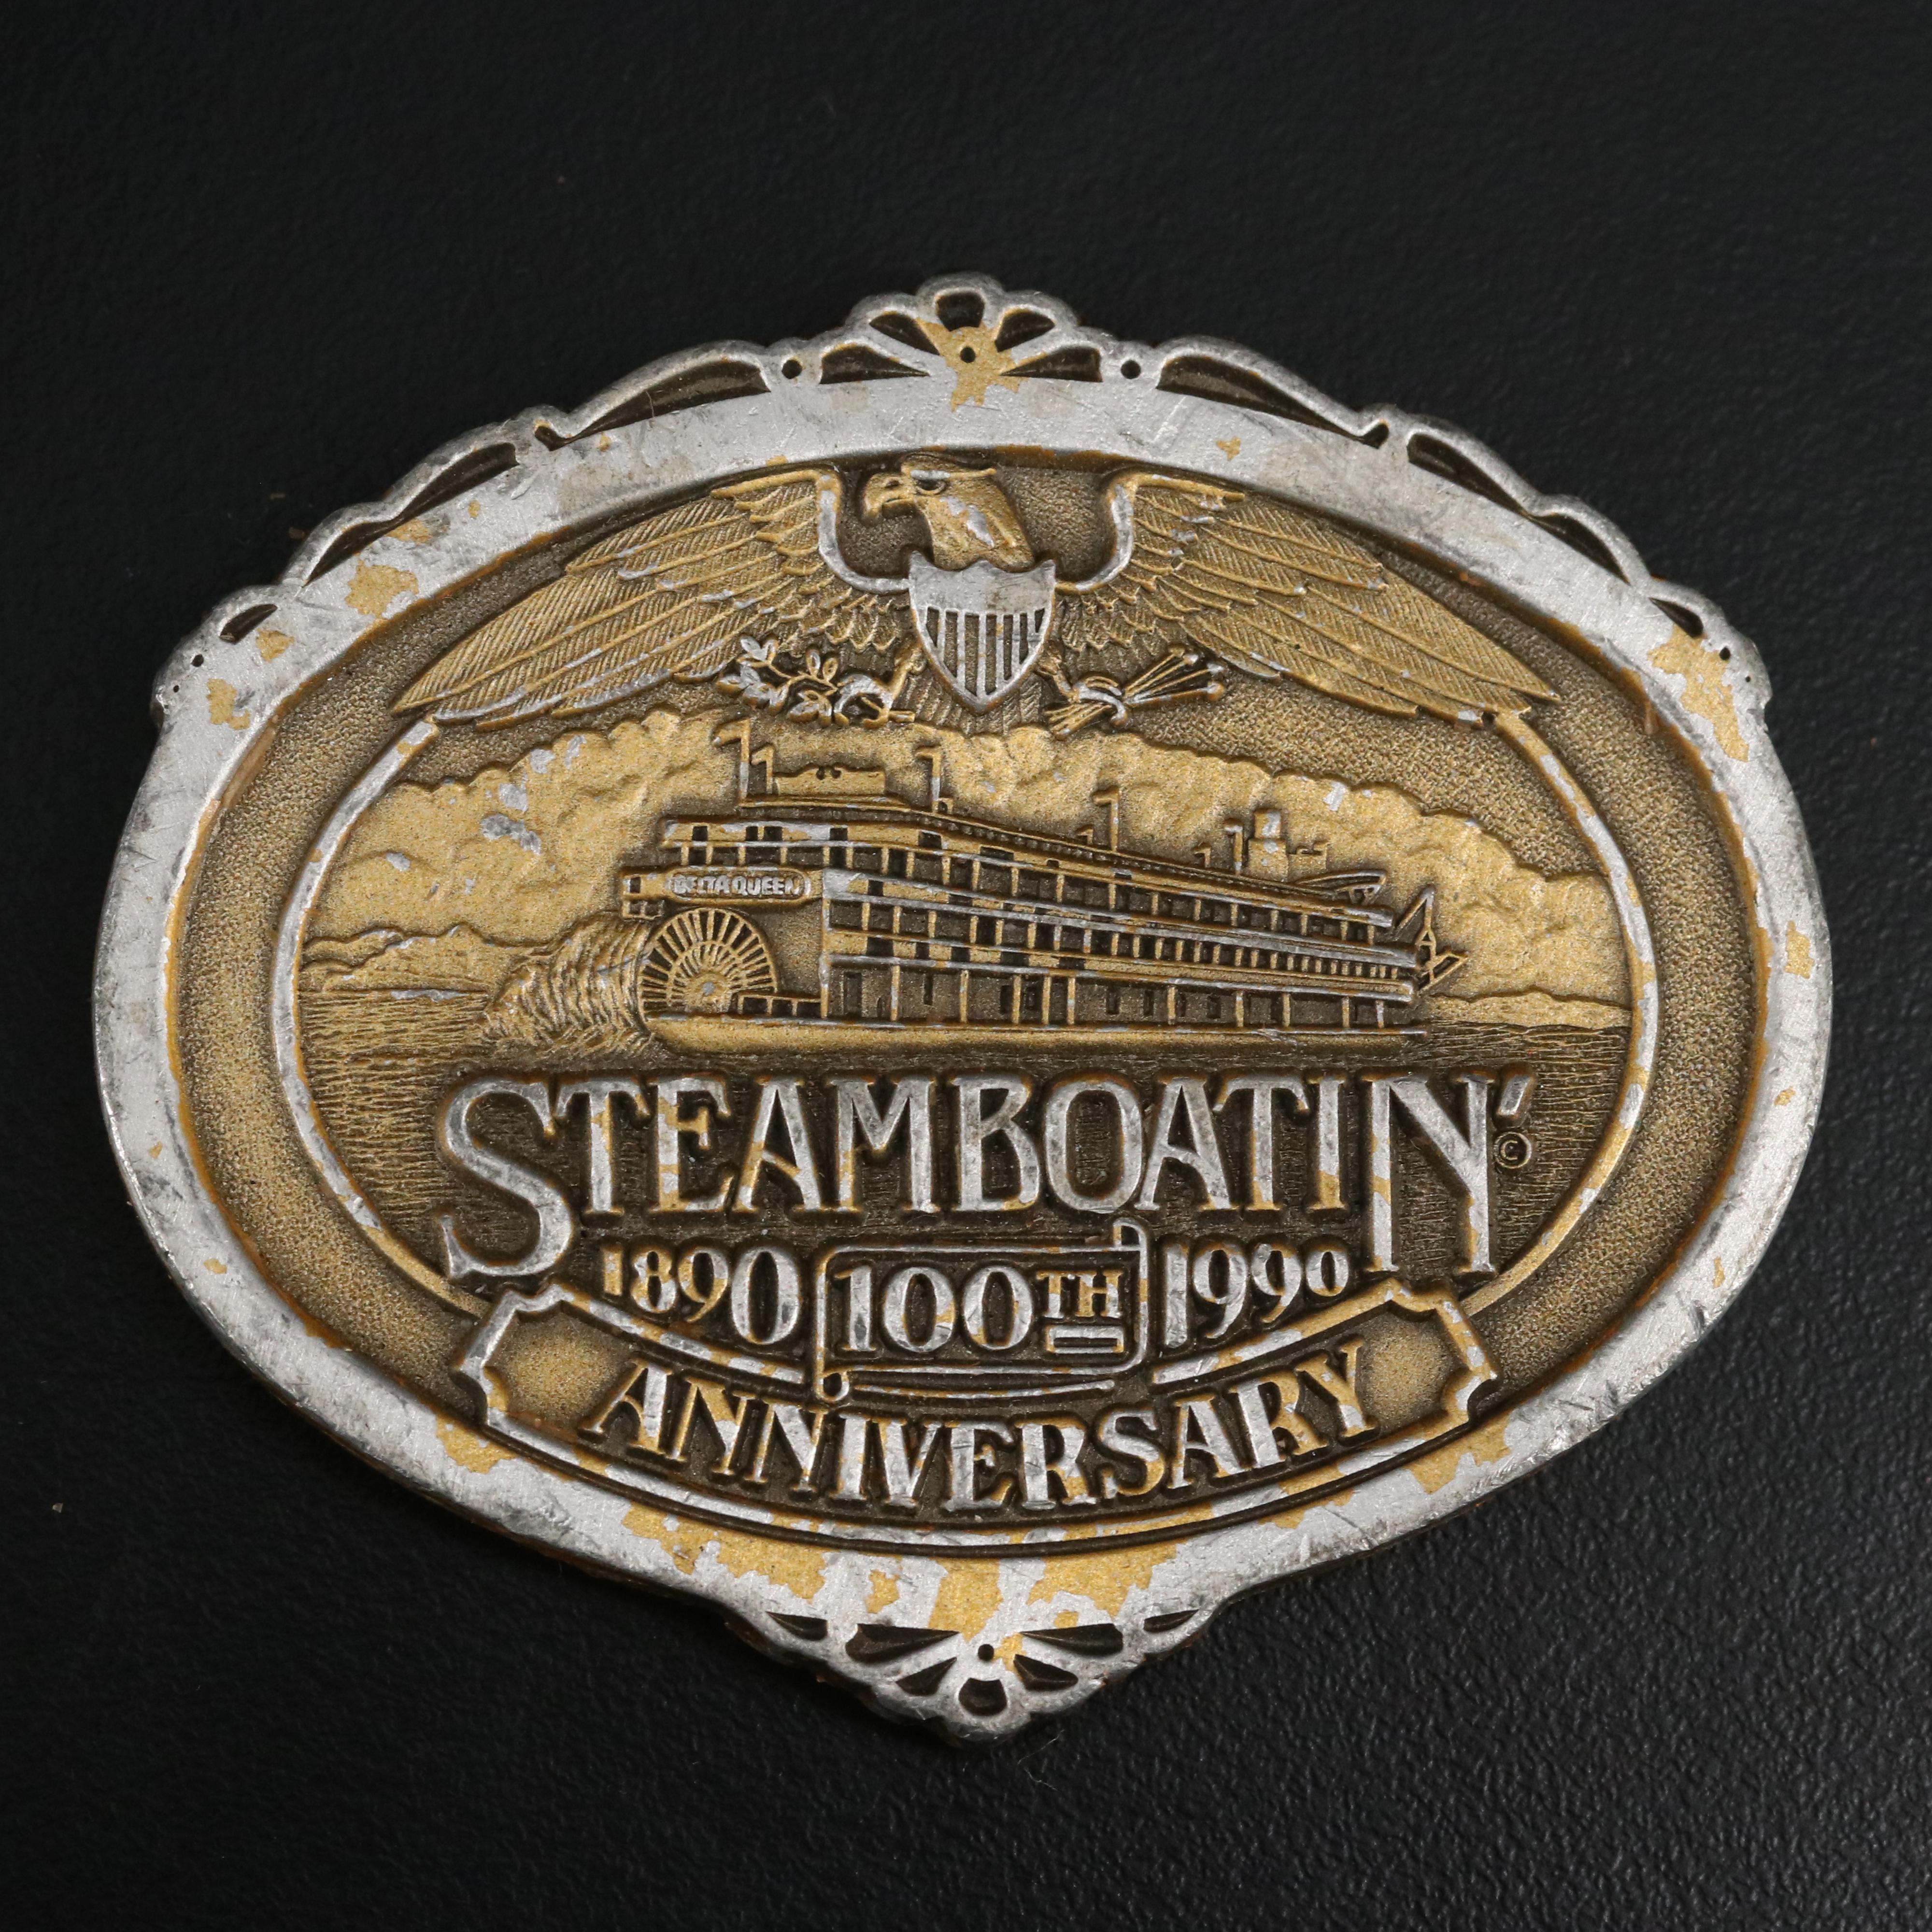 DELTA QUEEN
STEAMBOATIN' ©
1890 100TH 1990
ANNIVERSARY